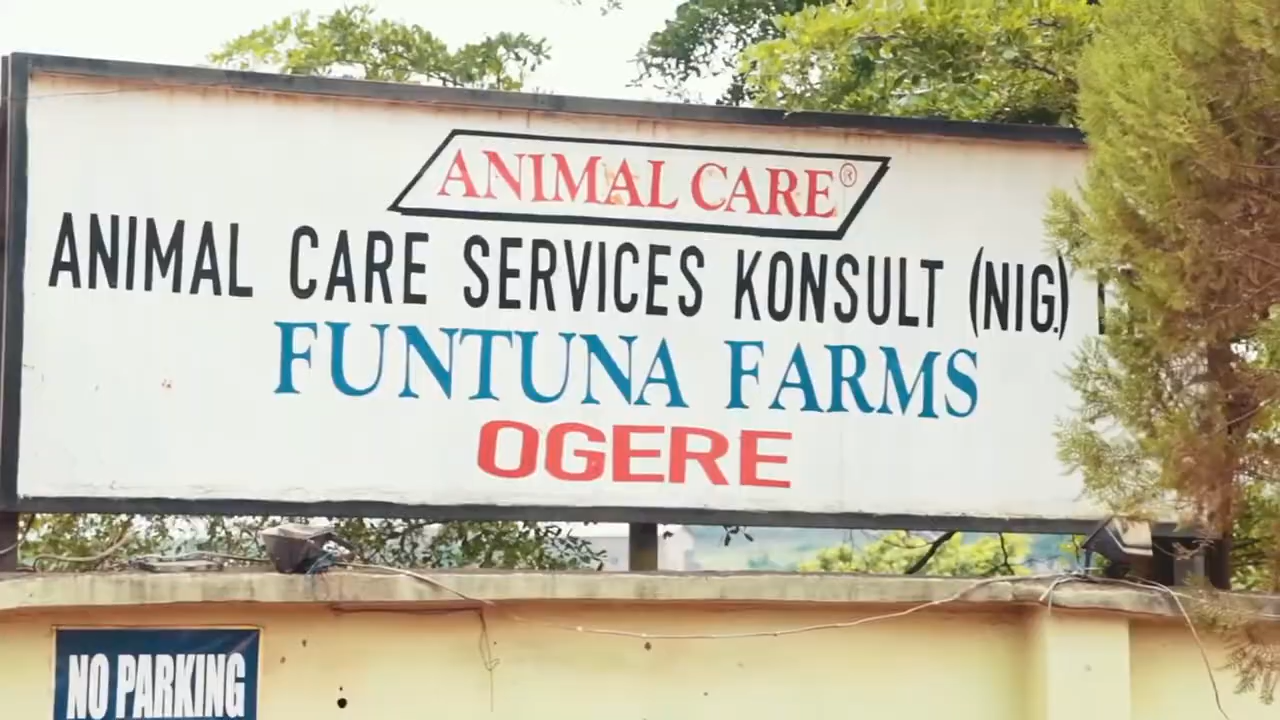 ANIMAL CARE®
ANIMAL CARE SERVICES KONSULT (NIG.)
FUNTUNA FARMS
OGERE
NO PARKING